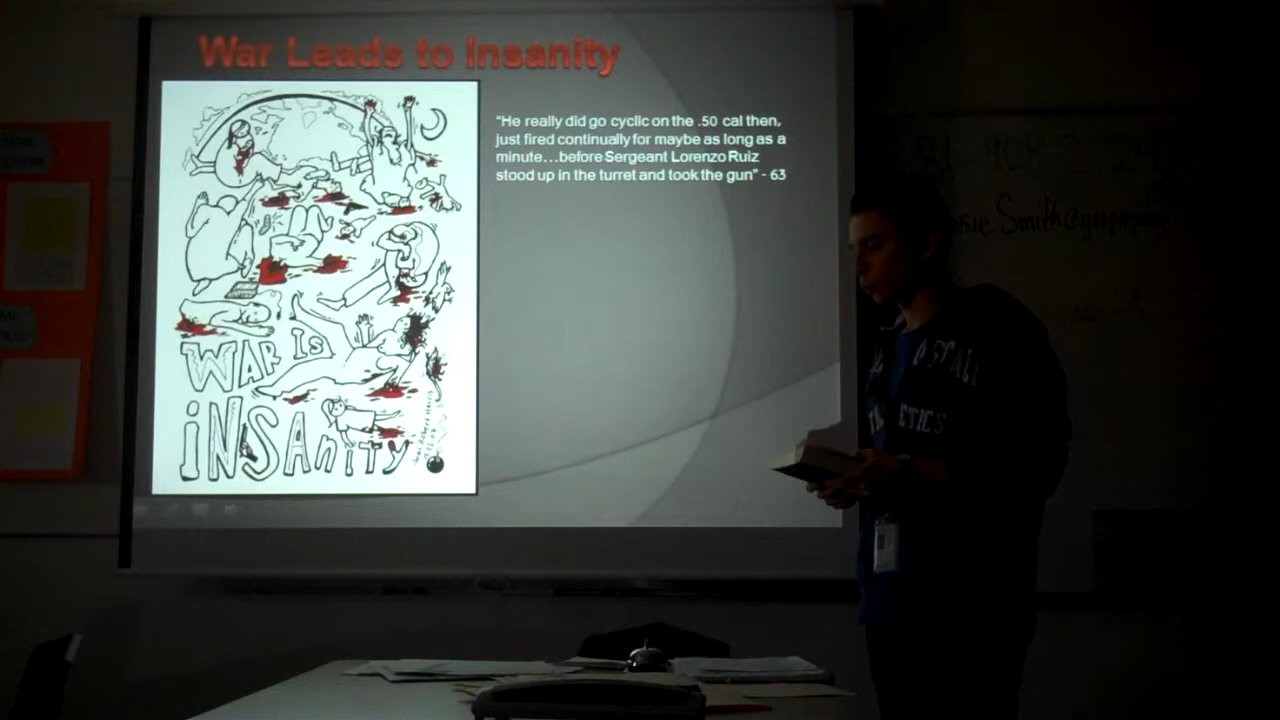 War Leads to Insanity
"He really did go cyclic on the .50 cal then,
just fired continually for maybe as long as a
minute…before Sergeant Lorenzo Ruiz
stood up in the turret and took the gun" - 63
WAR Is
iNSAnity
Smith@
ETICS